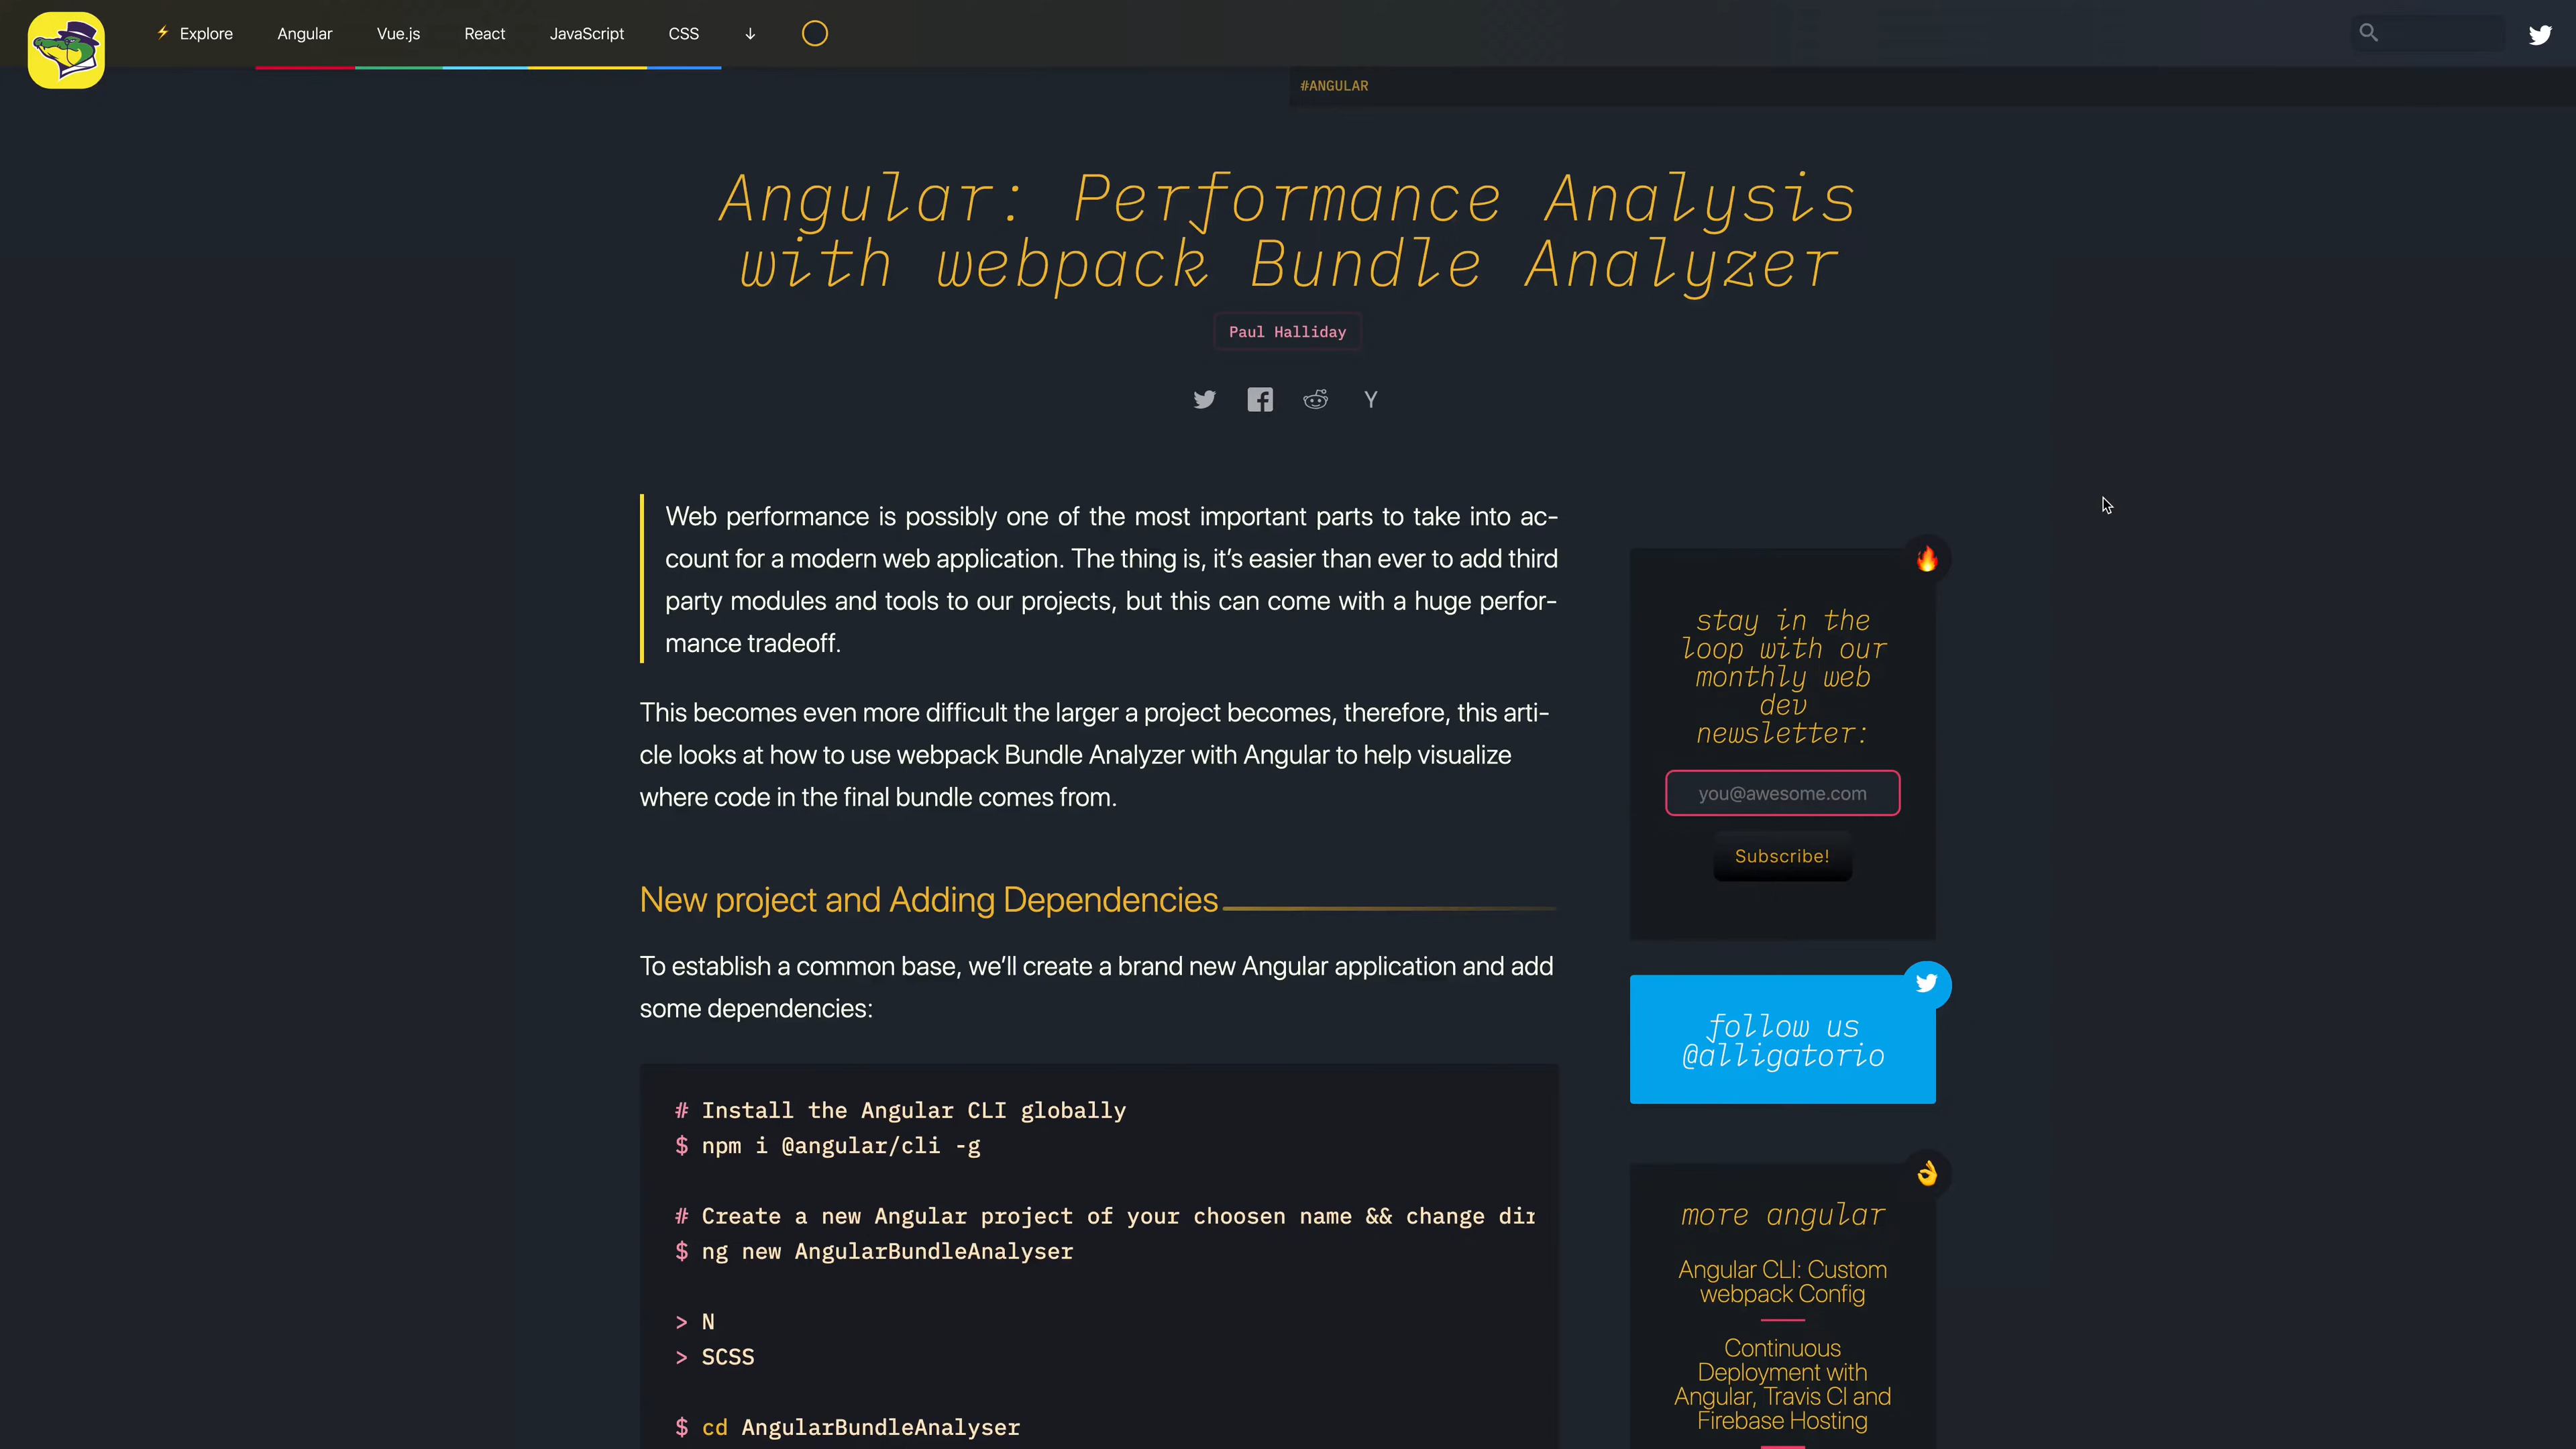 Explore Angular Vue.js React JavaScript CSS ↓
#ANGULAR
Angular: Performance Analysis
with webpack Bundle Analyzer
Paul Halliday
Y
Web performance is possibly one of the most important parts to take into ac-
count for a modern web application. The thing is, it’s easier than ever to add third
party modules and tools to our projects, but this can come with a huge perfor-
mance tradeoff.
This becomes even more difficult the larger a project becomes, therefore, this arti-
cle looks at how to use webpack Bundle Analyzer with Angular to help visualize
where code in the final bundle comes from.
New project and Adding Dependencies
To establish a common base, we’ll create a brand new Angular application and add
some dependencies:
# Install the Angular CLI globally
$ npm i @angular/cli -g
# Create a new Angular project of your choosen name && change dir
$ ng new AngularBundleAnalyser
> N
> SCSS
$ cd AngularBundleAnalyser
stay in the
loop with our
monthly web
dev
newsletter:
you@awesome.com
Subscribe!
follow us
@alligatorio
more angular
Angular CLI: Custom
webpack Config
Continuous
Deployment with
Angular, Travis CI and
Firebase Hosting